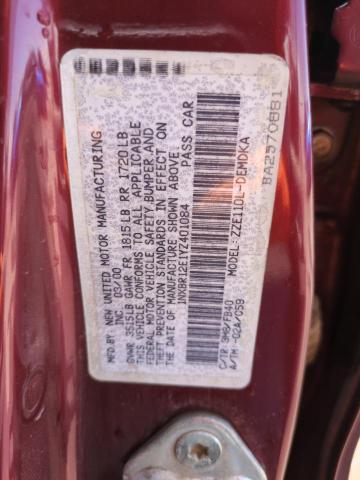 MFD. BY: NEW UNITED MOTOR MANUFACTURING
INC 03/00
GVWR 3515LB GAWR FR 1815LB RR 1720LB
THIS VEHICLE CONFORMS TO ALL APPLICABLE
FEDERAL MOTOR VEHICLE SAFETY, BUMPER AND
THEFT PREVENTION STANDARDS IN EFFECT ON
THE DATE OF MANUFACTURE SHOWN ABOVE.
1NXBR12E1YZ401084 PASS CAR
MODEL: ZZE110L-DEMDKA
C/TR 3M6/FB40
A/TM -02A/C59
BA2570881